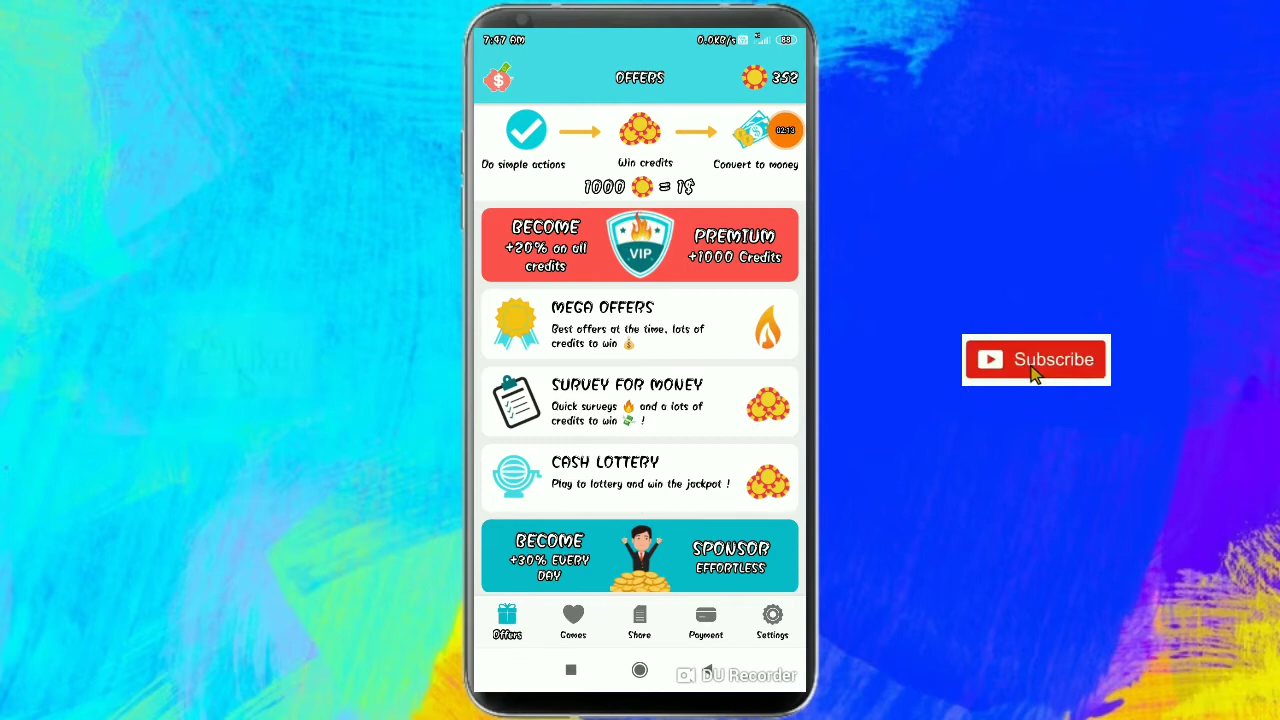 7:47 AM
0.0KB/s
88
OFFERS
352
02:13
Do simple actions
Win credits
Convert to money
1000 = 1$
BECOME
+20% on all
credits
VIP
PREMIUM
+1000 Credits
MEGA OFFERS
Best offers at the time, lots of
credits to win
SURVEY FOR MONEY
Quick surveys and a lots of
credits to win !
CASH LOTTERY
Play to lottery and win the jackpot !
BECOME
+30% EVERY
DAY
SPONSOR
EFFORTLESS
Offers
Games
Share
Payment
Settings
DU Recorder
Subscribe